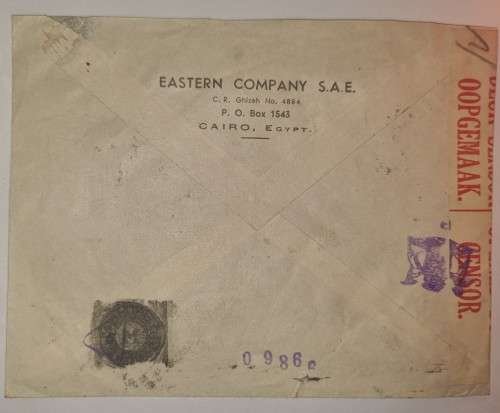 EASTERN COMPANY S.A.E.
C. R. Ghizeh No. 4884
P. O. Box 1543
CAIRO, EGYPT.
OOPGEMAAK. CENSOR.
0986